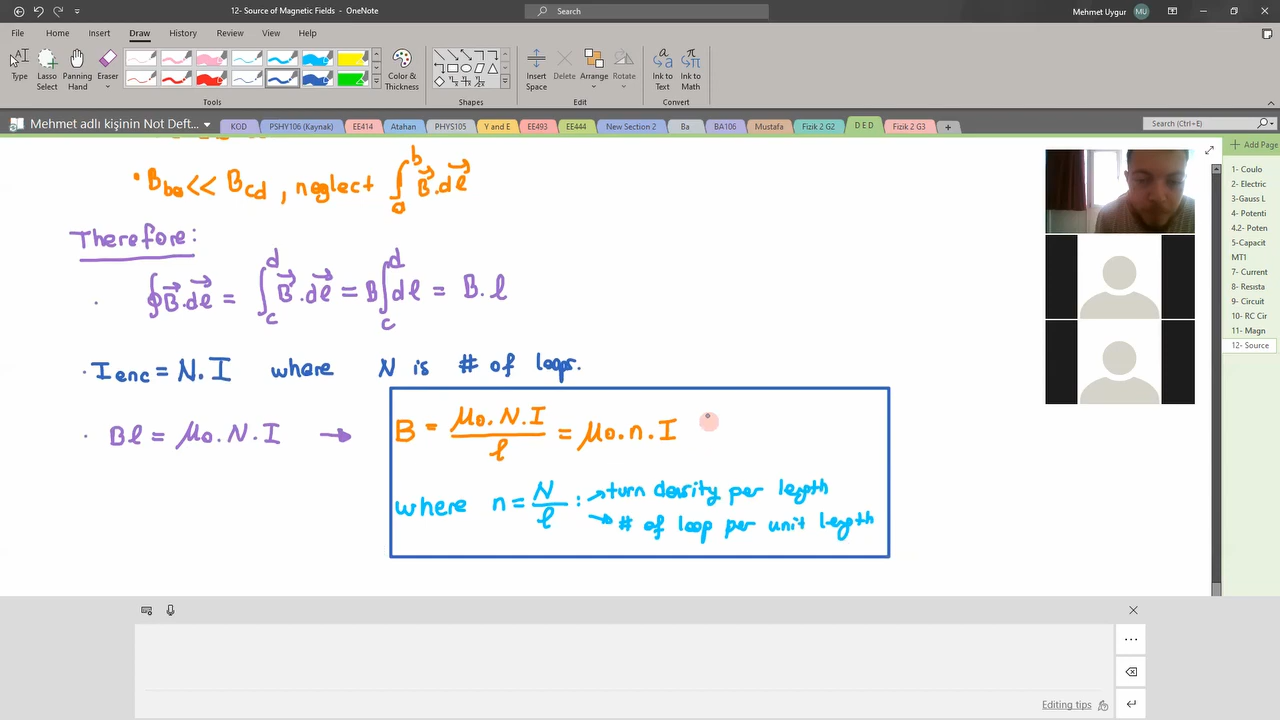 12- Source of Magnetic Fields - OneNote
Search
Mehmet Uygur MU
File Home Insert Draw History Review View Help
Type Lasso Select Panning Hand Eraser Color & Thickness Insert Space Delete Arrange Rotate Ink to Text Ink to Math
Tools Shapes Edit Convert
Mehmet adlı kişinin Not Deft... KOD PSHY106 (Kaynak) EE414 Atahan PHYS105 Y and E EE493 EE444 New Section 2 Ba BA106 Mustafa Fizik 2 G2 D E D Fizik 2 G3 Search (Ctrl+E)
Add Page
1- Coulo
2- Electric
3-Gauss L
4- Potenti
4.2- Poten
5-Capacit
MT1
7- Current
8- Resista
9- Circuit
10- RC Cir
11- Magn
12- Source
• B_ba << B_cd , neglect ∫_a^b B⃗.dℓ⃗
Therefore:
∮B⃗.dℓ⃗ = ∫_c^d B⃗.dℓ⃗ = B∫_c^d dℓ = B.ℓ
• I enc = N.I where N is # of loops.
• Bℓ = μ₀.N.I →
B = μ₀.N.I / ℓ = μ₀.n.I
where n = N/ℓ : → turn density per length
→ # of loop per unit length
Editing tips